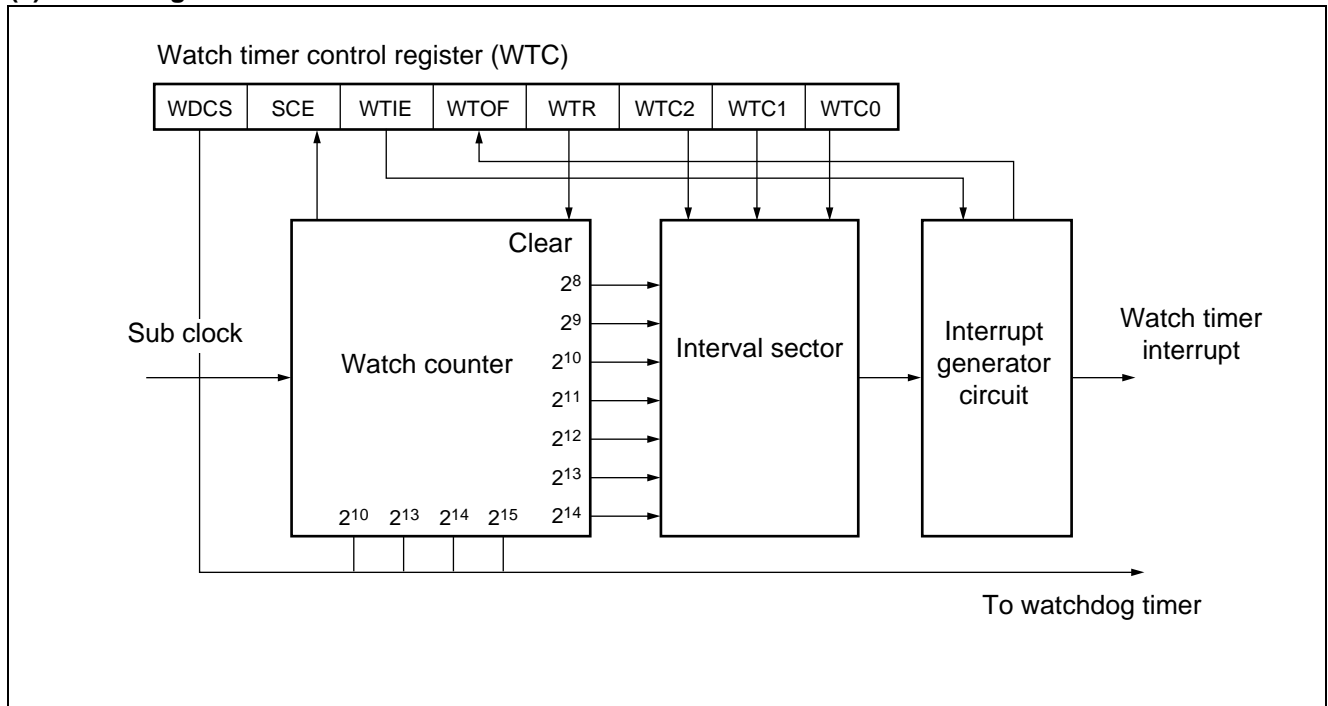 Watch timer control register (WTC)
WDCS SCE WTIE WTOF WTR WTC2 WTC1 WTC0
Clear
2⁸
2⁹
2¹⁰
2¹¹
2¹²
2¹³
2¹⁴
Sub clock
Watch counter
2¹⁰ 2¹³ 2¹⁴ 2¹⁵
Interval sector
Interrupt
generator
circuit
Watch timer
interrupt
To watchdog timer